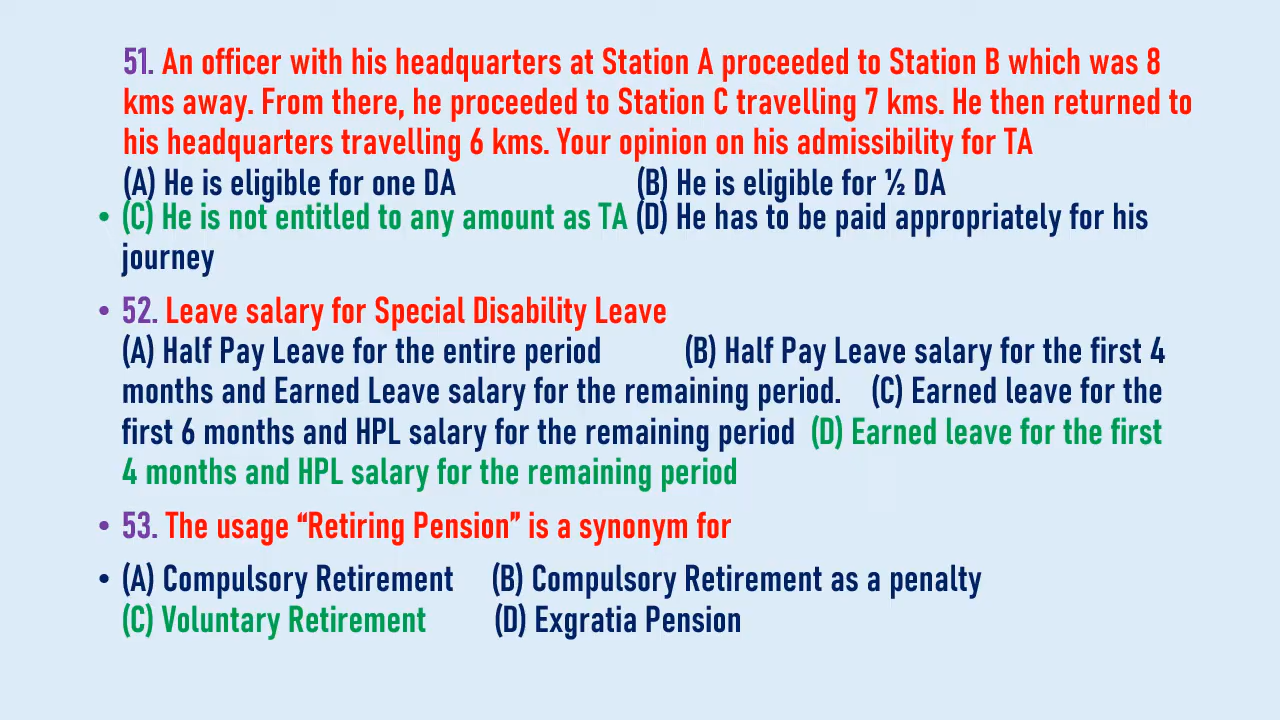 51. An officer with his headquarters at Station A proceeded to Station B which was 8
kms away. From there, he proceeded to Station C travelling 7 kms. He then returned to
his headquarters travelling 6 kms. Your opinion on his admissibility for TA
(A) He is eligible for one DA (B) He is eligible for ½ DA
• (C) He is not entitled to any amount as TA (D) He has to be paid appropriately for his
journey
• 52. Leave salary for Special Disability Leave
(A) Half Pay Leave for the entire period (B) Half Pay Leave salary for the first 4
months and Earned Leave salary for the remaining period. (C) Earned leave for the
first 6 months and HPL salary for the remaining period (D) Earned leave for the first
4 months and HPL salary for the remaining period
• 53. The usage “Retiring Pension” is a synonym for
• (A) Compulsory Retirement (B) Compulsory Retirement as a penalty
(C) Voluntary Retirement (D) Exgratia Pension